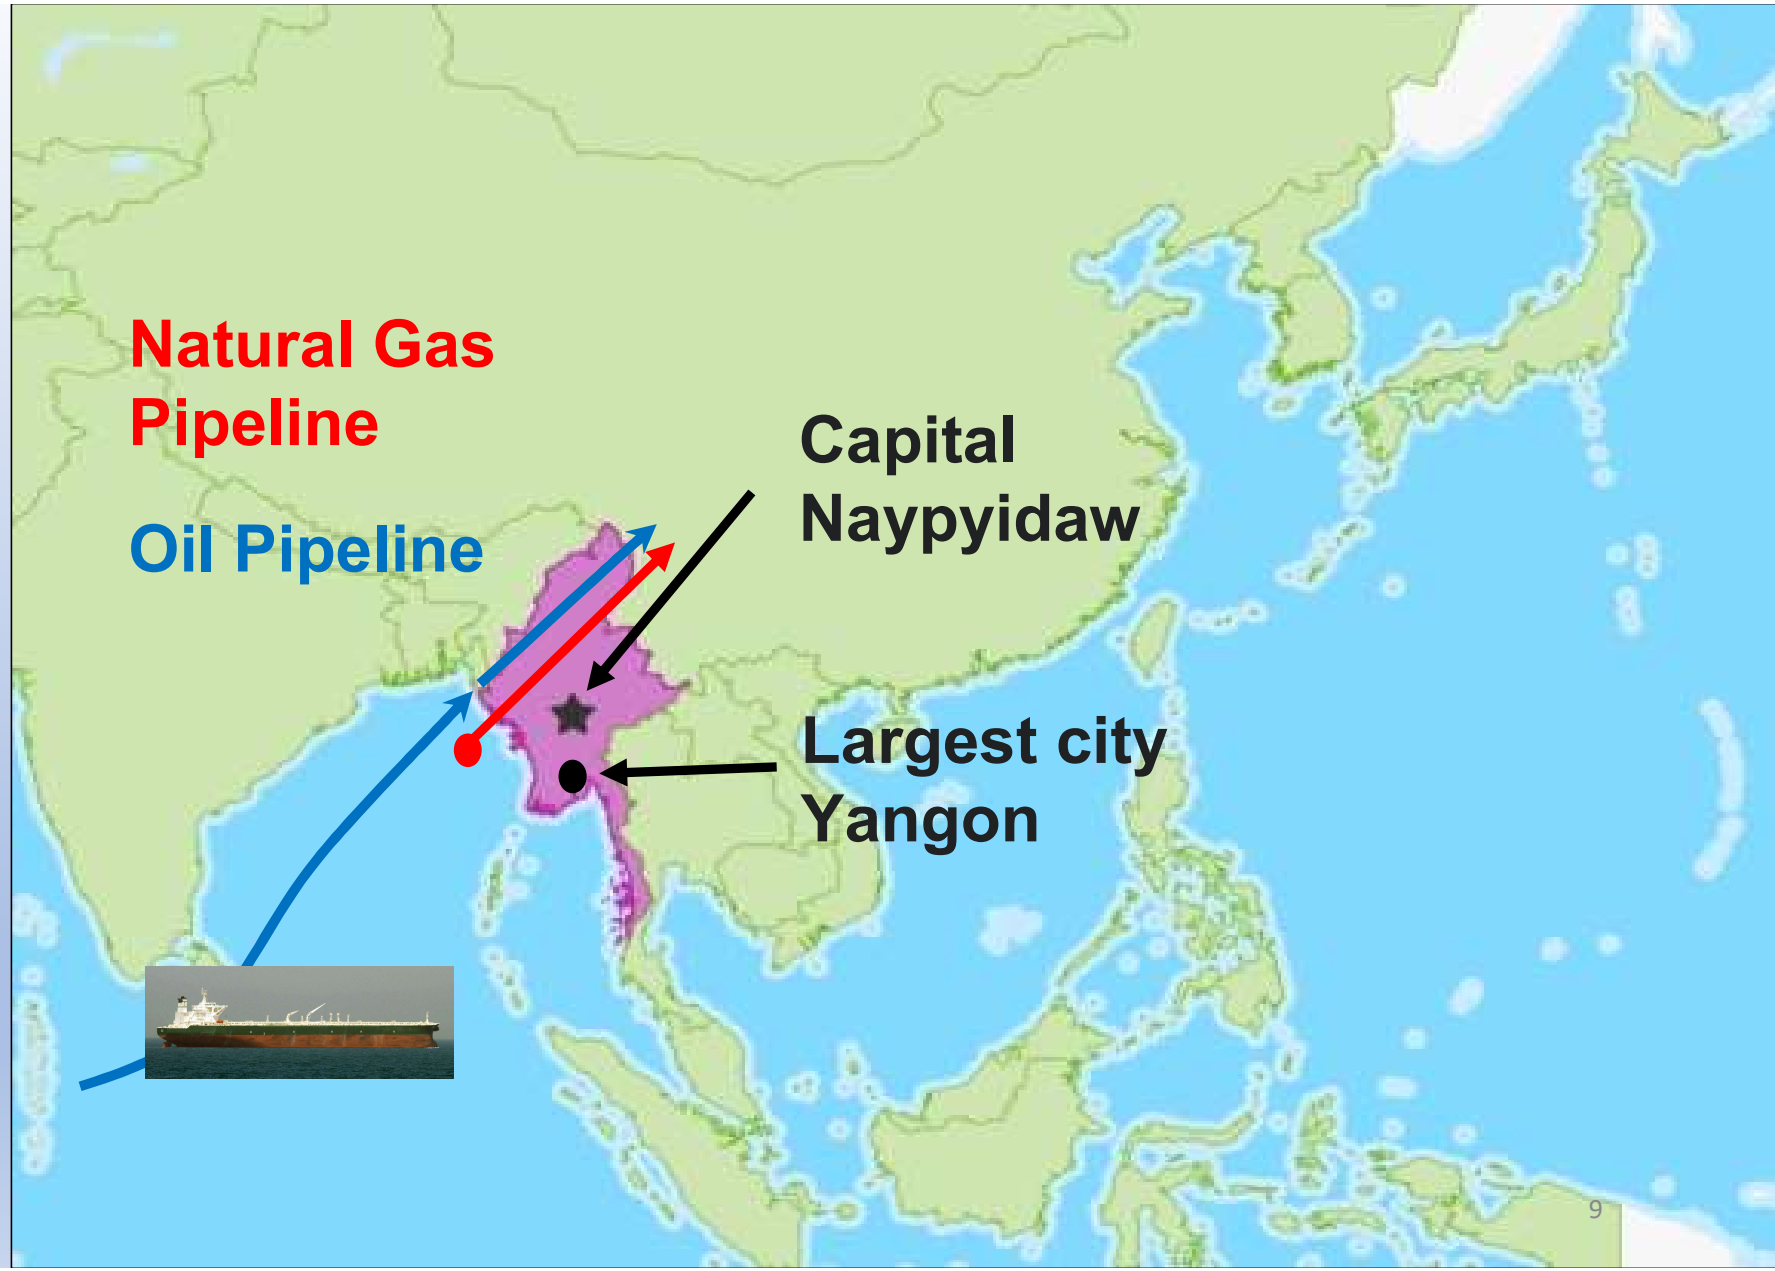 Natural Gas
Pipeline
Oil Pipeline
Capital
Naypyidaw
Largest city
Yangon
9